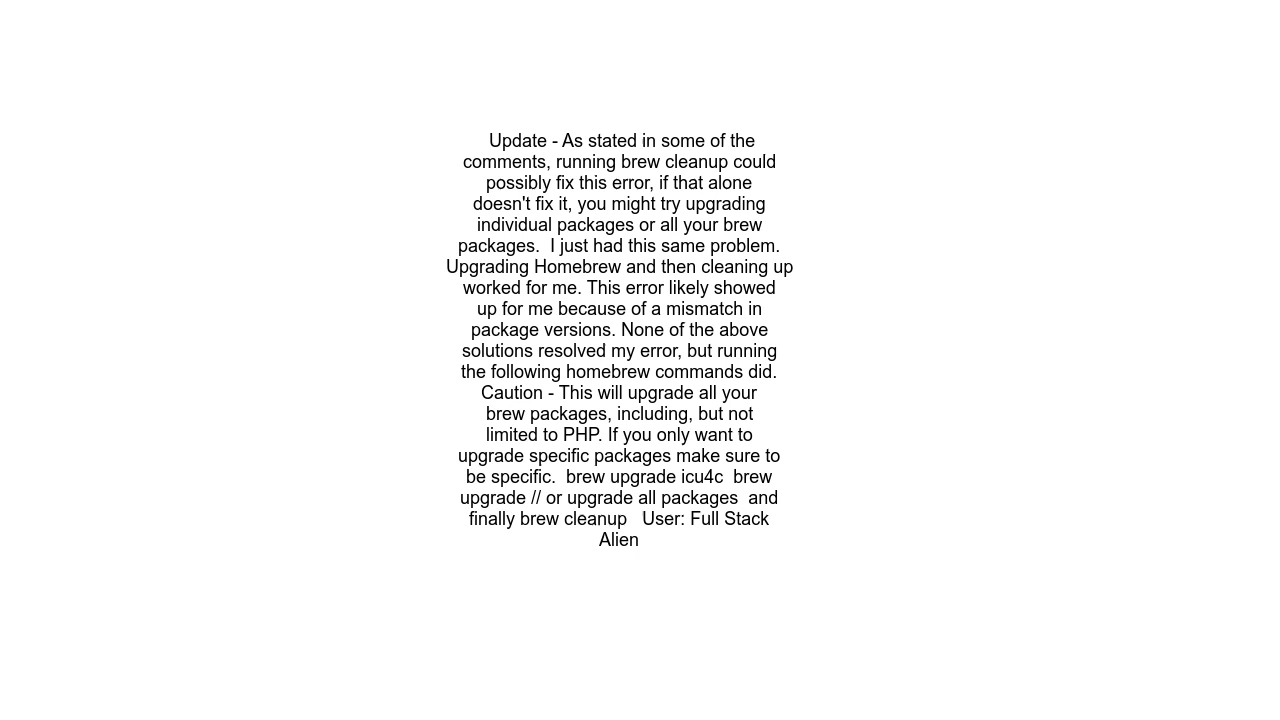 Update - As stated in some of the
comments, running brew cleanup could
possibly fix this error, if that alone
doesn't fix it, you might try upgrading
individual packages or all your brew
packages.  I just had this same problem.
Upgrading Homebrew and then cleaning up
worked for me. This error likely showed
up for me because of a mismatch in
package versions. None of the above
solutions resolved my error, but running
the following homebrew commands did.
Caution - This will upgrade all your
brew packages, including, but not
limited to PHP. If you only want to
upgrade specific packages make sure to
be specific.  brew upgrade icu4c  brew
upgrade // or upgrade all packages  and
finally brew cleanup   User: Full Stack
Alien